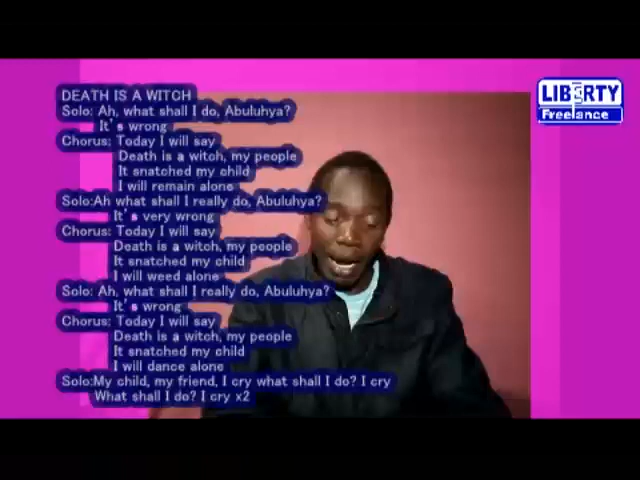 LIBERTY
Freelance
DEATH IS A WITCH
Solo: Ah, what shall I do, Abuluhya?
It's wrong
Chorus: Today I will say
Death is a witch, my people
It snatched my child
I will remain alone
Solo:Ah what shall I really do, Abuluhya?
It's very wrong
Chorus: Today I will say
Death is a witch, my people
It snatched my child
I will weed alone
Solo: Ah, what shall I really do, Abuluhya?
It's wrong
Chorus: Today I will say
Death is a witch, my people
It snatched my child
I will dance alone
Solo:My child, my friend, I cry what shall I do? I cry
What shall I do? I cry x2